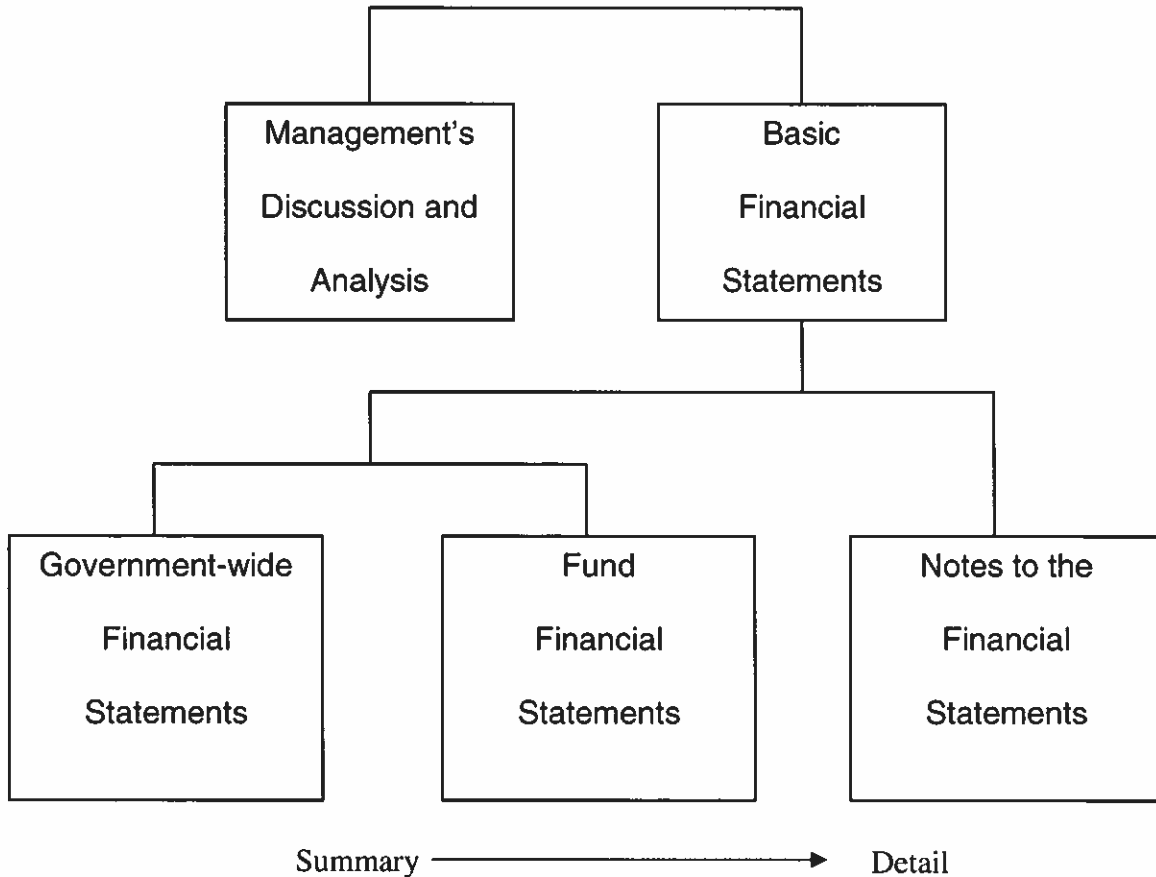 Management's
Discussion and
Analysis
Basic
Financial
Statements
Government-wide
Financial
Statements
Fund
Financial
Statements
Notes to the
Financial
Statements
Summary
Detail